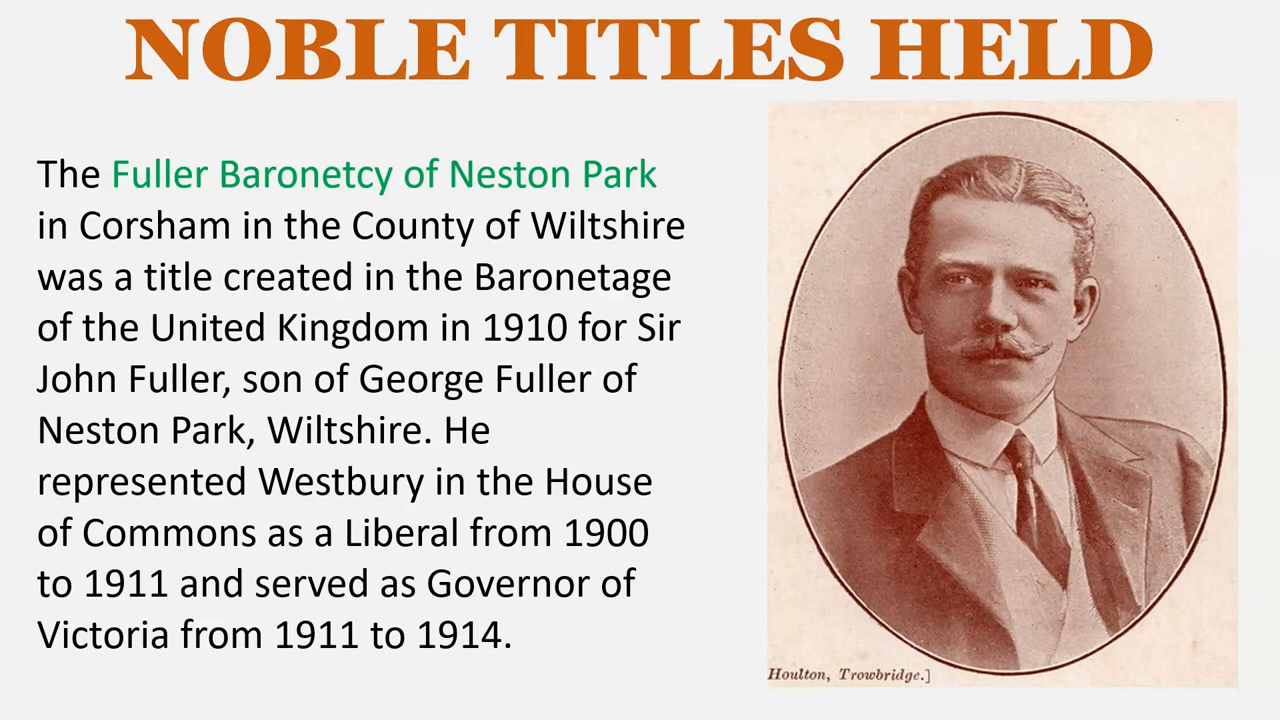 NOBLE TITLES HELD
The Fuller Baronetcy of Neston Park
in Corsham in the County of Wiltshire
was a title created in the Baronetage
of the United Kingdom in 1910 for Sir
John Fuller, son of George Fuller of
Neston Park, Wiltshire. He
represented Westbury in the House
of Commons as a Liberal from 1900
to 1911 and served as Governor of
Victoria from 1911 to 1914.
Houlton, Trowbridge.]